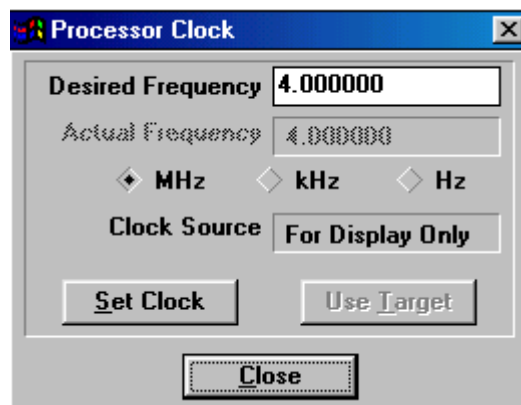 Processor Clock
Desired Frequency 4.000000
Actual Frequency 4.000000
MHz kHz Hz
Clock Source For Display Only
Set Clock Use Target
Close